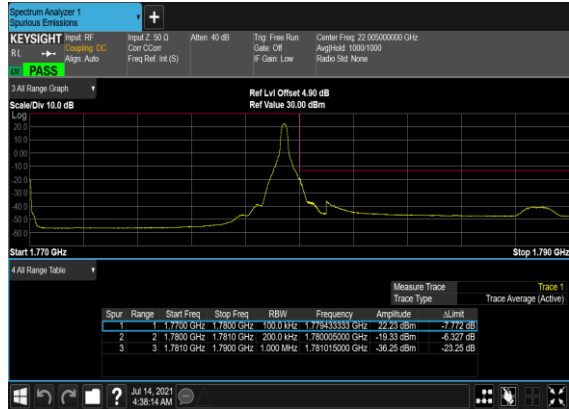 Spectrum Analyzer 1
Spurious Emissions
+
KEYSIGHT Input: RF Input Z: 50 Ω Atten: 40 dB Trig: Free Run Center Freq: 22.005000000 GHz
RL Coupling: DC Corr CCorr Gate: Off Avg|Hold: 1000/1000
Align: Auto Freq Ref: Int (S) IF Gain: Low Radio Std: None
PASS
3 All Range Graph
Ref Lvl Offset 4.90 dB
Scale/Div 10.0 dB Ref Value 30.00 dBm
Log
20.0
10.0
0.00
-10.0
-20.0
-30.0
-40.0
-50.0
-60.0
Start 1.770 GHz Stop 1.790 GHz
4 All Range Table
Measure Trace Trace 1
Trace Type Trace Average (Active)
Spur Range Start Freq Stop Freq RBW Frequency Amplitude ΔLimit
1 1 1.7700 GHz 1.7800 GHz 100.0 kHz 1.779433333 GHz 22.23 dBm -7.772 dB
2 2 1.7800 GHz 1.7810 GHz 200.0 kHz 1.780005000 GHz -19.33 dBm -6.327 dB
3 3 1.7810 GHz 1.7900 GHz 1.000 MHz 1.781015000 GHz -36.25 dBm -23.25 dB
?
Jul 14, 2021
4:38:14 AM